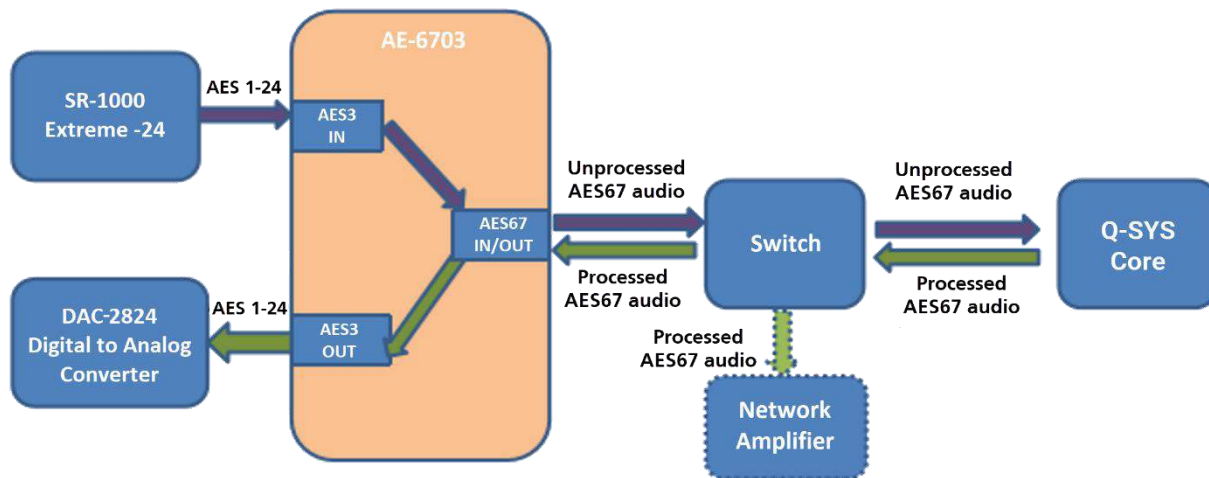 AE-6703
SR-1000
Extreme -24
AES 1-24
AES3
IN
AES67
IN/OUT
AES3
OUT
AES 1-24
DAC-2824
Digital to Analog
Converter
Unprocessed
AES67 audio
Processed
AES67 audio
Switch
Unprocessed
AES67 audio
Processed
AES67 audio
Q-SYS
Core
Processed
AES67 audio
Network
Amplifier